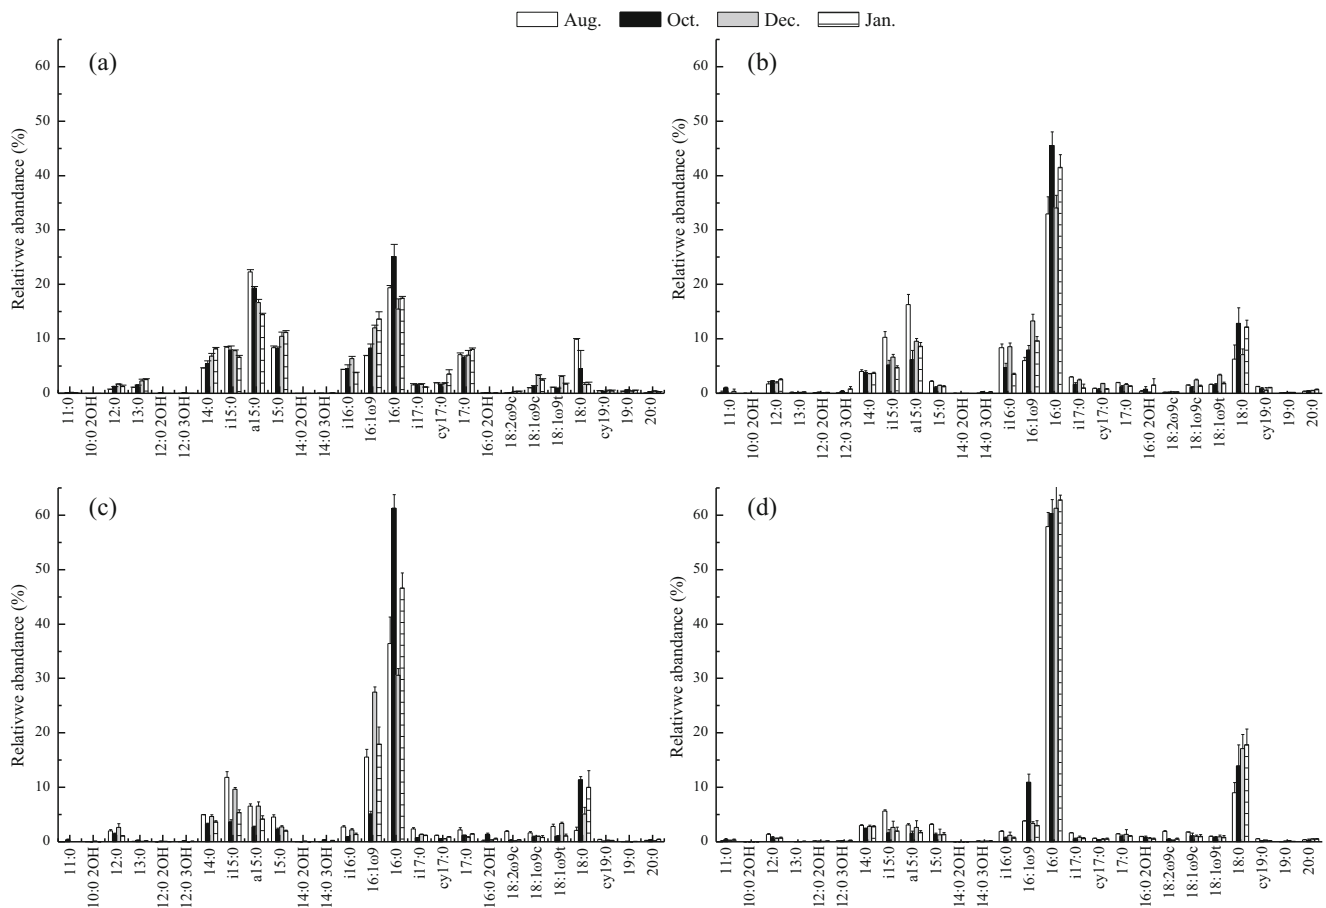 Aug. Oct. Dec. Jan.
(a)
Relativwe abandance (%)
60
50
40
30
20
10
0
11:0 10:0 2OH 12:0 13:0 12:0 2OH 12:0 3OH 14:0 i15:0 a15:0 15:0 14:0 2OH 14:0 3OH i16:0 16:1ω9 16:0 i17:0 cy17:0 17:0 16:0 2OH 18:2ω9c 18:1ω9c 18:1ω9t 18:0 cy19:0 19:0 20:0
(b)
Relativwe abandance (%)
60
50
40
30
20
10
0
11:0 10:0 2OH 12:0 13:0 12:0 2OH 12:0 3OH 14:0 i15:0 a15:0 15:0 14:0 2OH 14:0 3OH i16:0 16:1ω9 16:0 i17:0 cy17:0 17:0 16:0 2OH 18:2ω9c 18:1ω9c 18:1ω9t 18:0 cy19:0 19:0 20:0
(c)
Relativwe abandance (%)
60
50
40
30
20
10
0
11:0 10:0 2OH 12:0 13:0 12:0 2OH 12:0 3OH 14:0 i15:0 a15:0 15:0 14:0 2OH 14:0 3OH i16:0 16:1ω9 16:0 i17:0 cy17:0 17:0 16:0 2OH 18:2ω9c 18:1ω9c 18:1ω9t 18:0 cy19:0 19:0 20:0
(d)
Relativwe abandance (%)
60
50
40
30
20
10
0
11:0 10:0 2OH 12:0 13:0 12:0 2OH 12:0 3OH 14:0 i15:0 a15:0 15:0 14:0 2OH 14:0 3OH i16:0 16:1ω9 16:0 i17:0 cy17:0 17:0 16:0 2OH 18:2ω9c 18:1ω9c 18:1ω9t 18:0 cy19:0 19:0 20:0